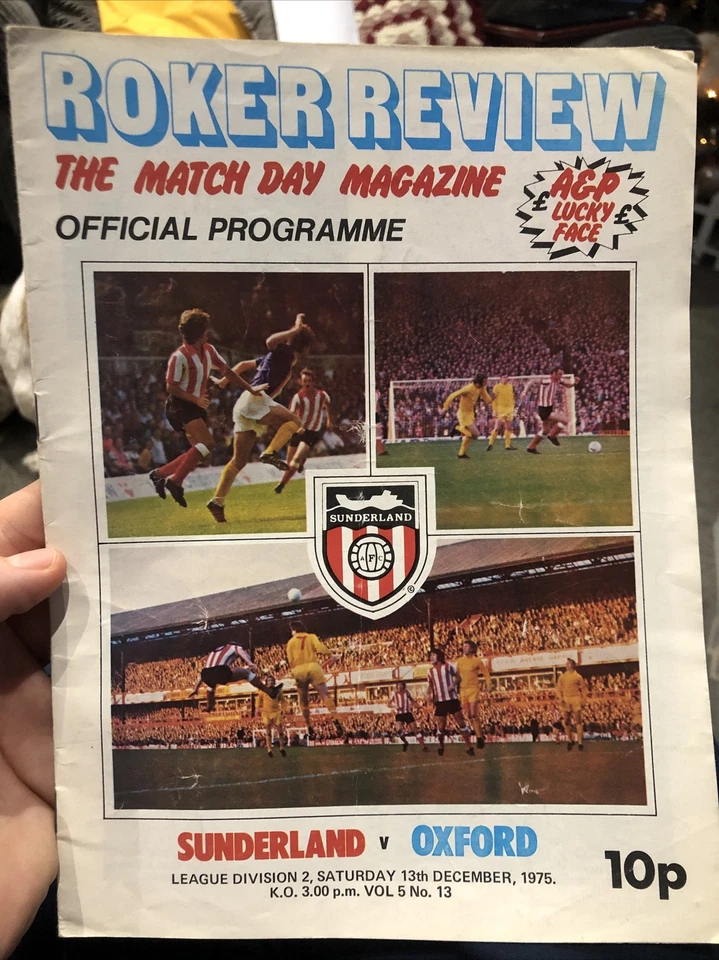 ROKER REVIEW
THE MATCH DAY MAGAZINE
OFFICIAL PROGRAMME
A&P
£ LUCKY £
FACE
SUNDERLAND
A F C
©
SUNDERLAND v OXFORD
LEAGUE DIVISION 2, SATURDAY 13th DECEMBER, 1975.
K.O. 3.00 p.m. VOL 5 No. 13
10p